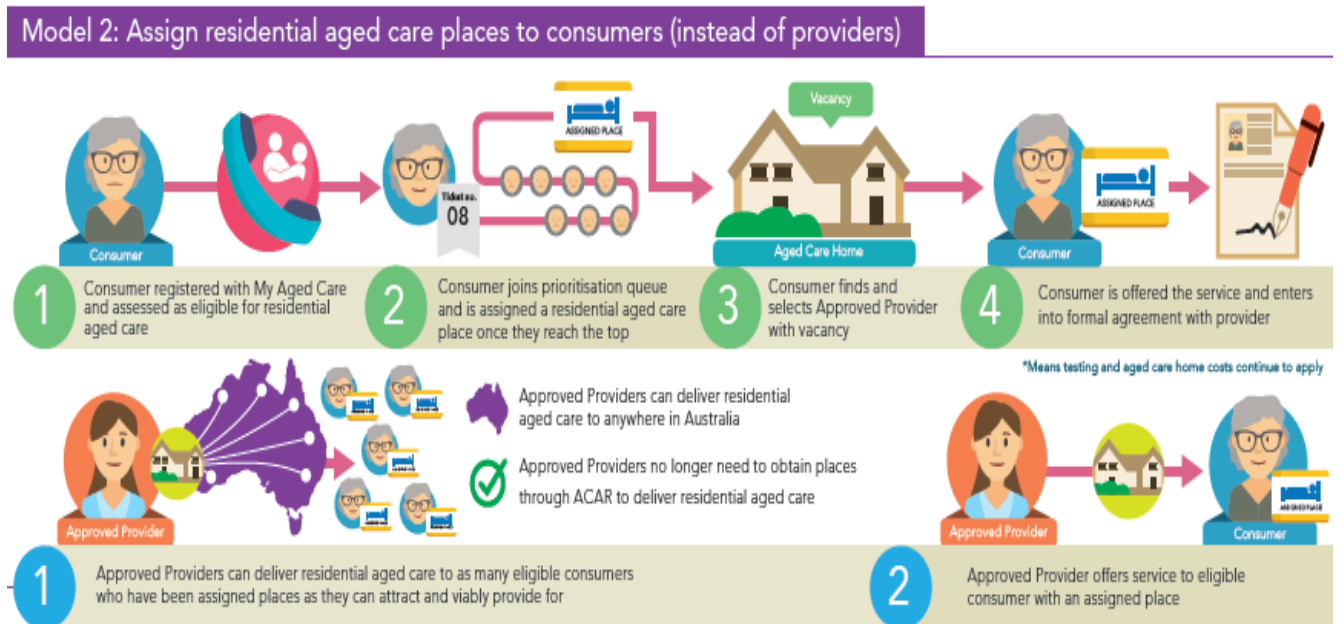 Model 2: Assign residential aged care places to consumers (instead of providers)
Vacancy
ASSIGNED PLACE
Ticket no.
08
ASSIGNED PLACE
Consumer
Aged Care Home
Consumer
1
Consumer registered with My Aged Care
and assessed as eligible for residential
aged care
2
Consumer joins prioritisation queue
and is assigned a residential aged care
place once they reach the top
3
Consumer finds and
selects Approved Provider
with vacancy
4
Consumer is offered the service and enters
into formal agreement with provider
*Means testing and aged care home costs continue to apply
Approved Providers can deliver residential
aged care to anywhere in Australia
Approved Providers no longer need to obtain places
through ACAR to deliver residential aged care
Approved Provider
Approved Provider
ASSIGNED PLACE
Consumer
1
Approved Providers can deliver residential aged care to as many eligible consumers
who have been assigned places as they can attract and viably provide for
2
Approved Provider offers service to eligible
consumer with an assigned place